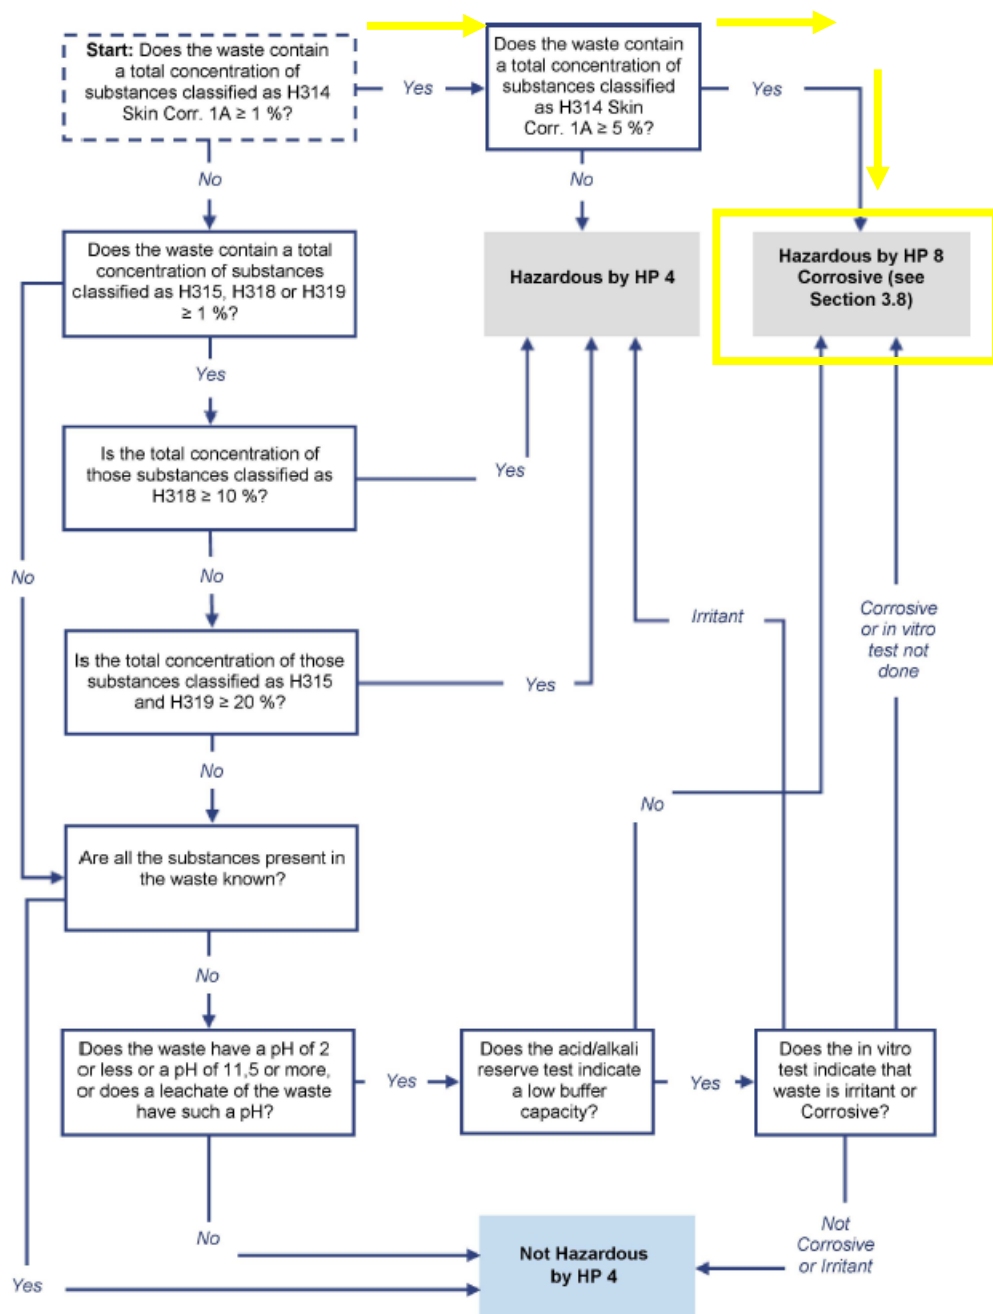 Start: Does the waste contain
a total concentration of
substances classified as H314
Skin Corr. 1A ≥ 1 %?
Yes
Does the waste contain
a total concentration of
substances classified
as H314 Skin
Corr. 1A ≥ 5 %?
Yes
No
No
Does the waste contain a total
concentration of substances
classified as H315, H318 or H319
≥ 1 %?
Hazardous by HP 4
Hazardous by HP 8
Corrosive (see
Section 3.8)
Yes
Is the total concentration of
those substances classified as
H318 ≥ 10 %?
Yes
No
No
Irritant
Corrosive
or in vitro
test not
done
Is the total concentration of those
substances classified as H315
and H319 ≥ 20 %?
Yes
No
No
Are all the substances present in
the waste known?
No
Does the waste have a pH of 2
or less or a pH of 11,5 or more,
or does a leachate of the waste
have such a pH?
Yes
Does the acid/alkali
reserve test indicate
a low buffer
capacity?
Yes
Does the in vitro
test indicate that
waste is irritant or
Corrosive?
No
Not
Corrosive
or Irritant
Not Hazardous
by HP 4
Yes